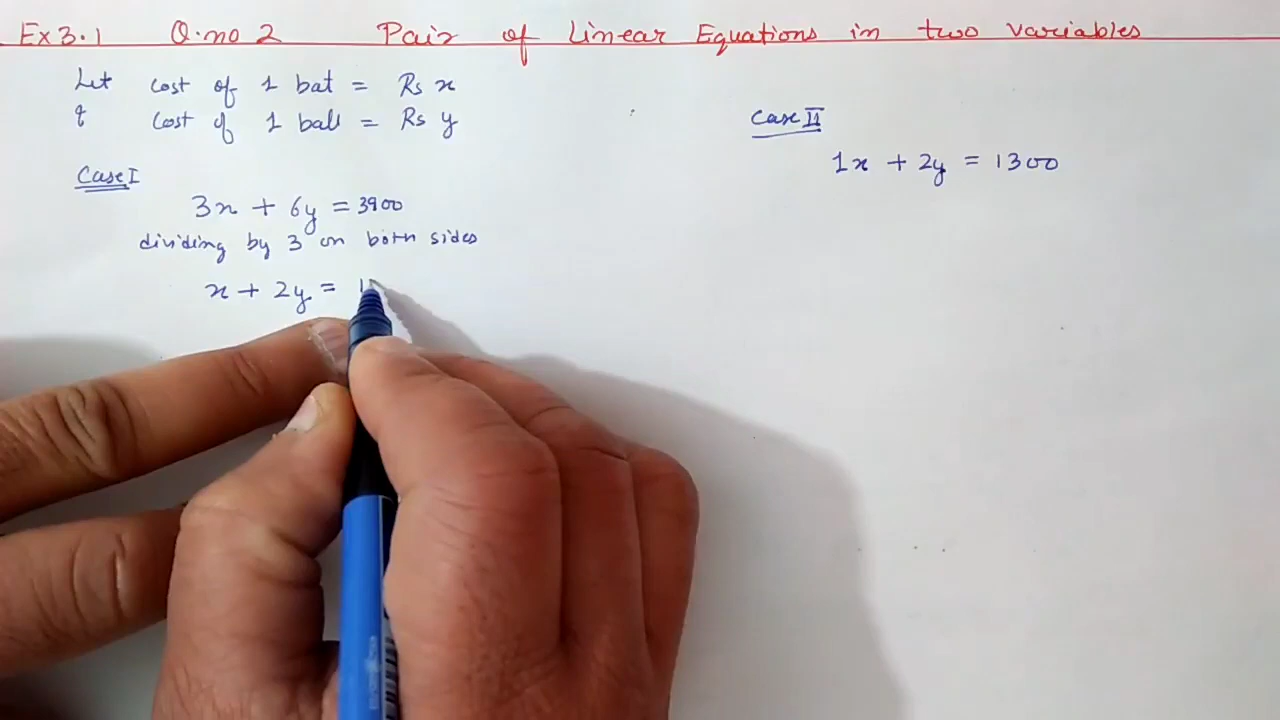 Ex 3.1 Q.no 2 Pair of Linear Equations in two variables
Let cost of 1 bat = Rs x
& cost of 1 ball = Rs y
Case I
3x + 6y = 3900
dividing by 3 on both sides
x + 2y = 1
Case II
1x + 2y = 1300